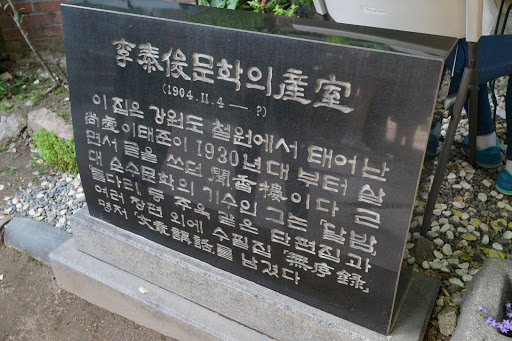 李泰俊문학의産室
(1904.11.4 — ?)
이 집은 강원도 철원에서 태어난
尙虛 이태준이 1930년대 부터 살
면서 글을 쓰던 聞香樓이다 근
대 순수문학의 기수인 그는 달밤
돌다리 등 주옥 같은 단편집과
여러 장편 외에 수필집 無序錄
명저 文章講話를 남겼다